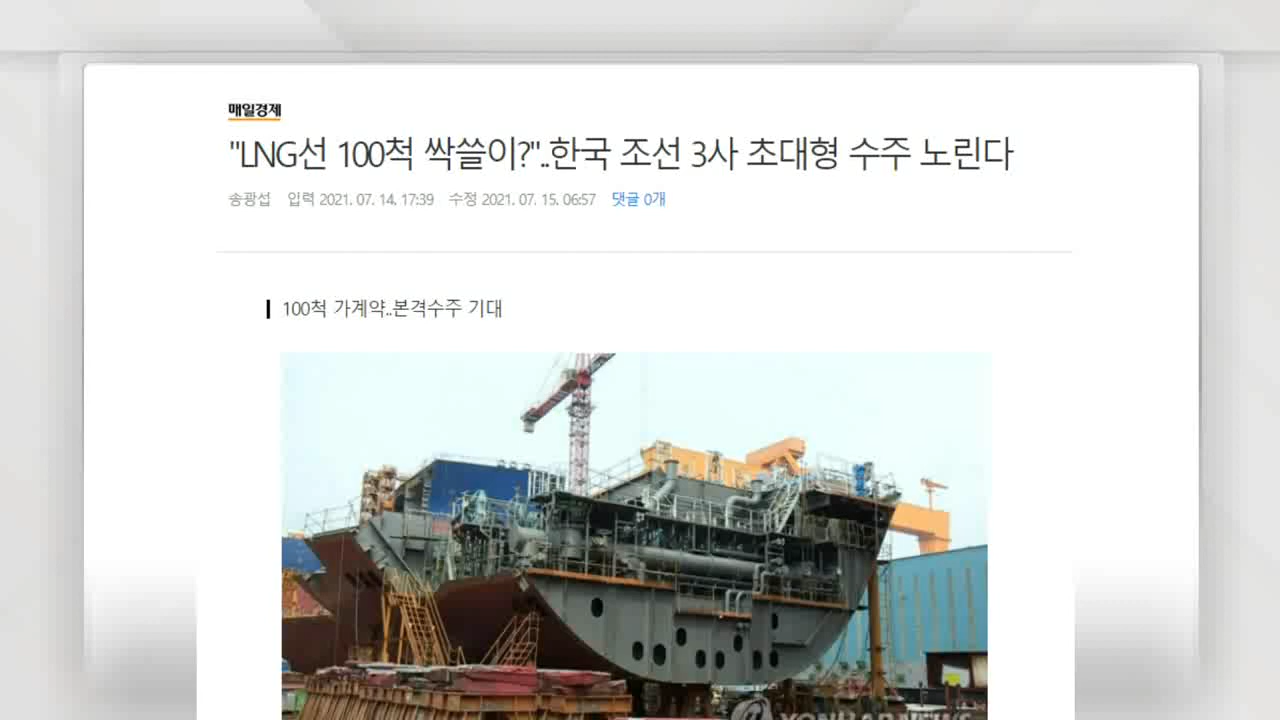 매일경제
"LNG선 100척 싹쓸이?"..한국 조선 3사 초대형 수주 노린다
송광섭 입력 2021. 07. 14. 17:39 수정 2021. 07. 15. 06:57 댓글 0개
100척 가계약..본격수주 기대
YONHAP NEWS